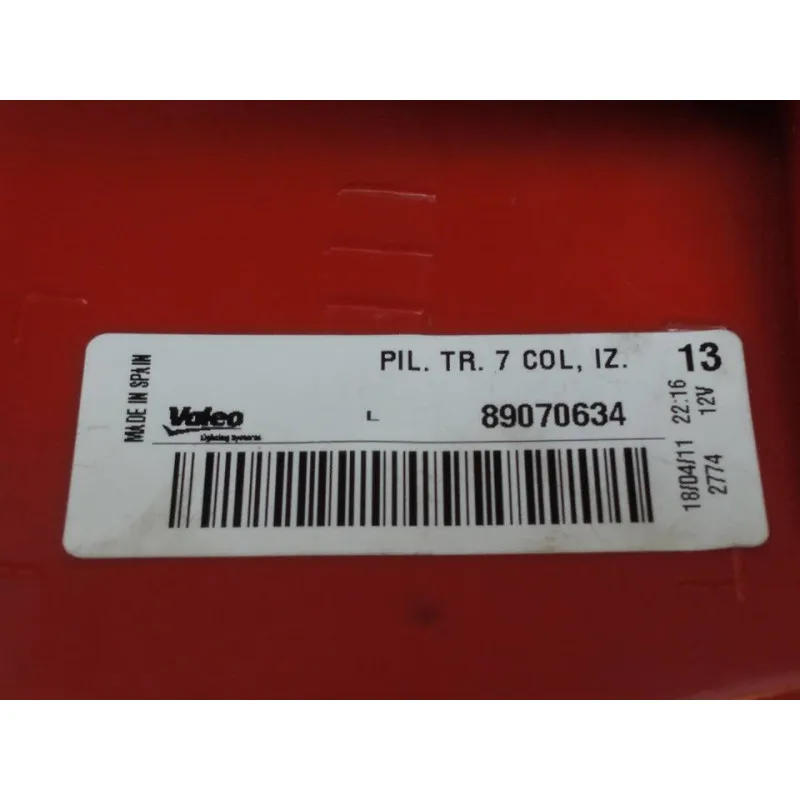 MADE IN SPAIN
PIL. TR. 7 COL, IZ. 13
Valeo L 89070634
Lighting Systems
18/04/11 22:16
2774 12V